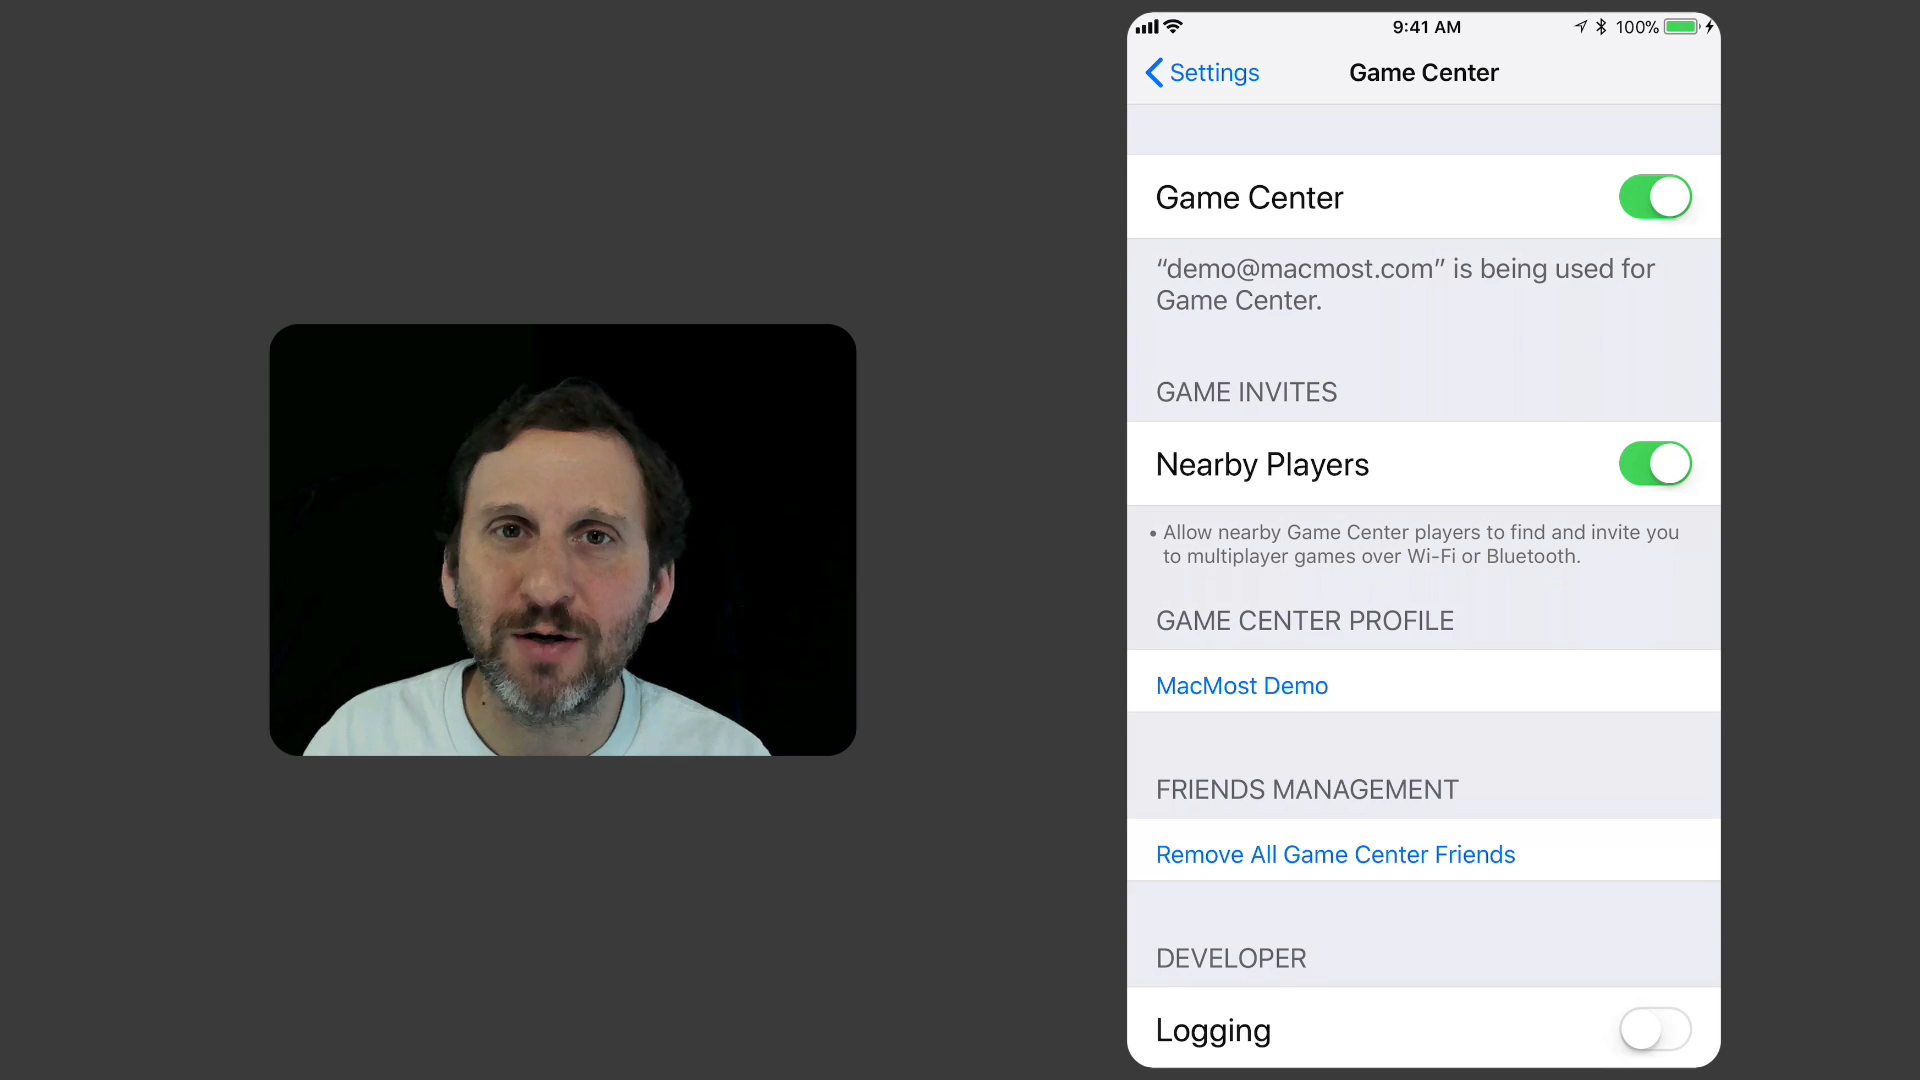 9:41 AM
100%
Settings
Game Center
Game Center
“demo@macmost.com” is being used for
Game Center.
GAME INVITES
Nearby Players
• Allow nearby Game Center players to find and invite you
to multiplayer games over Wi-Fi or Bluetooth.
GAME CENTER PROFILE
MacMost Demo
FRIENDS MANAGEMENT
Remove All Game Center Friends
DEVELOPER
Logging